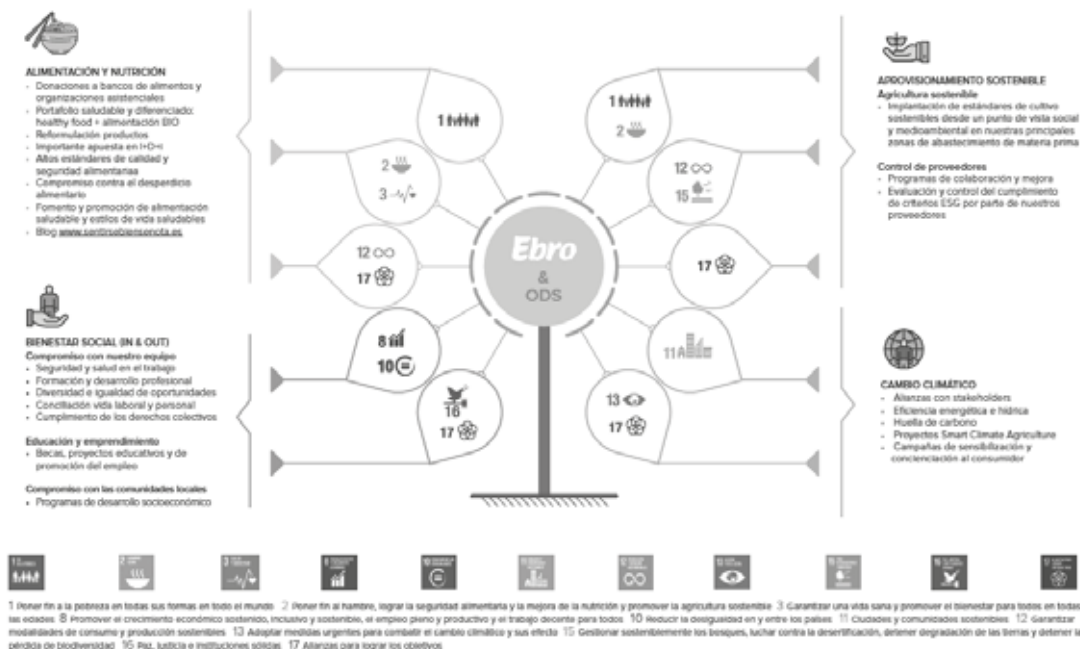 ALIMENTACIÓN Y NUTRICIÓN
- Donaciones a bancos de alimentos y
organizaciones asistenciales
- Portafolio saludable y diferenciado:
healthy food + alimentación BIO
- Reformulación productos
- Importante apuesta en I+D+i
- Altos estándares de calidad y
seguridad alimentariaa
- Compromiso contra el desperdicio
alimentario
- Fomento y promoción de alimentación
saludable y estilos de vida saludables
- Blog www.sentirsebiensenota.es
BIENESTAR SOCIAL (IN & OUT)
Compromiso con nuestro equipo
• Seguridad y salud en el trabajo
• Formación y desarrollo profesional
• Diversidad e igualdad de oportunidades
• Conciliación vida laboral y personal
• Cumplimiento de los derechos colectivos
Educación y emprendimiento
• Becas, proyectos educativos y de
promoción del empleo
Compromiso con las comunidades locales
• Programas de desarrollo socioeconómico
1
2
3
12
17
8
10
16
17
Ebro
&
ODS
1
2
12
15
17
11
13
17
APROVISIONAMIENTO SOSTENIBLE
Agricultura sostenible
- Implantación de estándares de cultivo
sostenibles desde un punto de vista social
y medioambiental en nuestras principales
zonas de abastecimiento de materia prima
Control de proveedores
- Programas de colaboración y mejora
- Evaluación y control del cumplimiento
de criterios ESG por parte de nuestros
proveedores
CAMBIO CLIMÁTICO
- Alianzas con stakeholders
- Eficiencia energética e hídrica
- Huella de carbono
- Proyectos Smart Climate Agriculture
- Campañas de sensibilización y
concienciación al consumidor
1 Poner fin a la pobreza en todas sus formas en todo el mundo 2 Poner fin al hambre, lograr la seguridad alimentaria y la mejora de la nutrición y promover la agricultura sostenible 3 Garantizar una vida sana y promover el bienestar para todos en todas
las edades 8 Promover el crecimiento económico sostenido, inclusivo y sostenible, el empleo pleno y productivo y el trabajo decente para todos 10 Reducir la desigualdad en y entre los países 11 Ciudades y comunidades sostenibles 12 Garantizar
modalidades de consumo y producción sostenibles 13 Adoptar medidas urgentes para combatir el cambio climático y sus efecto 15 Gestionar sosteniblemente los bosques, luchar contra la desertificación, detener degradación de las tierras y detener la
pérdida de biodiversidad 16 Paz, justicia e instituciones sólidas 17 Alianzas para lograr los objetivos